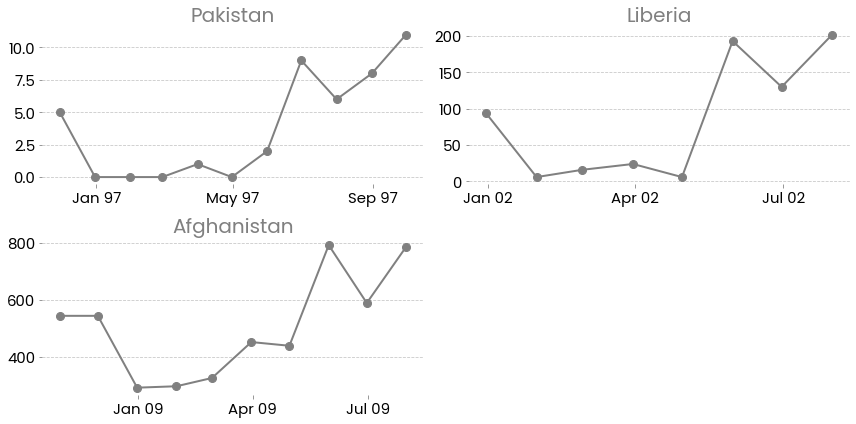 Pakistan
10.0
7.5
5.0
2.5
0.0
Jan 97 May 97 Sep 97
Liberia
200
150
100
50
0
Jan 02 Apr 02 Jul 02
Afghanistan
800
600
400
Jan 09 Apr 09 Jul 09